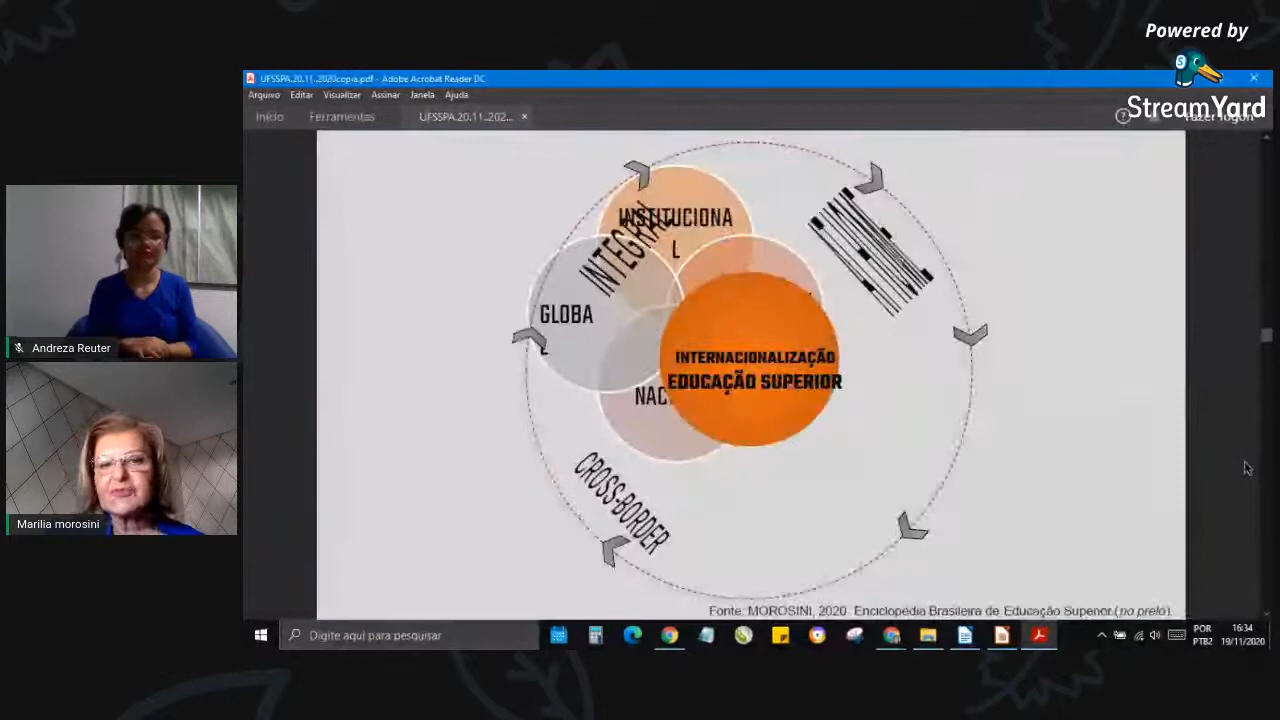 Powered by
StreamYard
UFSSPA.20.11..2020copia.pdf - Adobe Acrobat Reader DC
Arquivo Editar Visualizar Assinar Janela Ajuda
Início Ferramentas UFSSPA.20.11..202... ×
Fazer logon
INSTITUCIONA
L
INTEGRAL
GLOBA
L
INTERNACIONALIZAÇÃO
EDUCAÇÃO SUPERIOR
NAC
CROSS-BORDER
Fonte: MOROSINI, 2020. Enciclopédia Brasileira de Educação Superior (no prelo).
Andreza Reuter
Marilia morosini
Digite aqui para pesquisar
POR
PTB2
16:34
19/11/2020